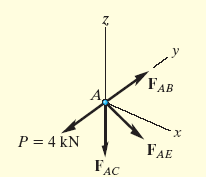 z
y
F_AB
A
x
P = 4 kN
F_AE
F_AC